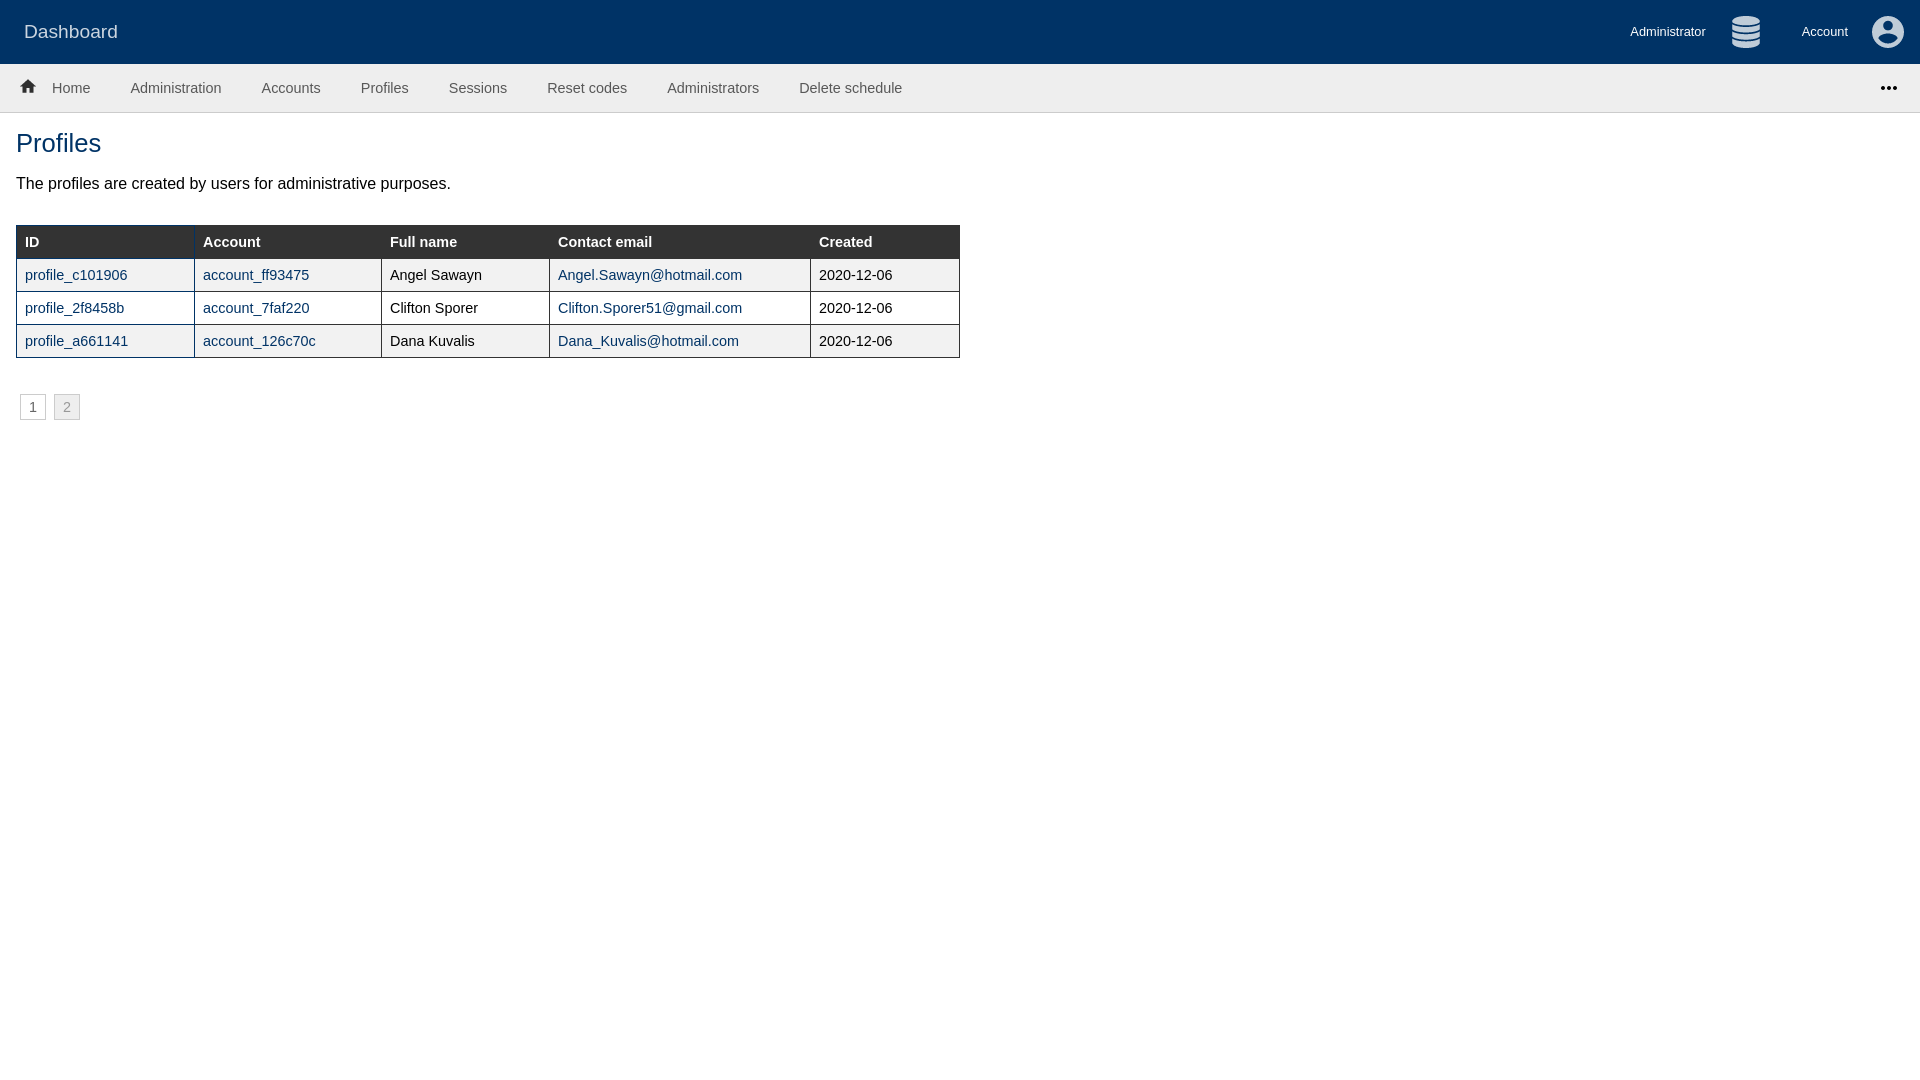 Dashboard
Administrator
Account
Home Administration Accounts Profiles Sessions Reset codes Administrators Delete schedule
Profiles
The profiles are created by users for administrative purposes.
ID Account Full name Contact email Created
profile_c101906 account_ff93475 Angel Sawayn Angel.Sawayn@hotmail.com 2020-12-06
profile_2f8458b account_7faf220 Clifton Sporer Clifton.Sporer51@gmail.com 2020-12-06
profile_a661141 account_126c70c Dana Kuvalis Dana_Kuvalis@hotmail.com 2020-12-06
1 2